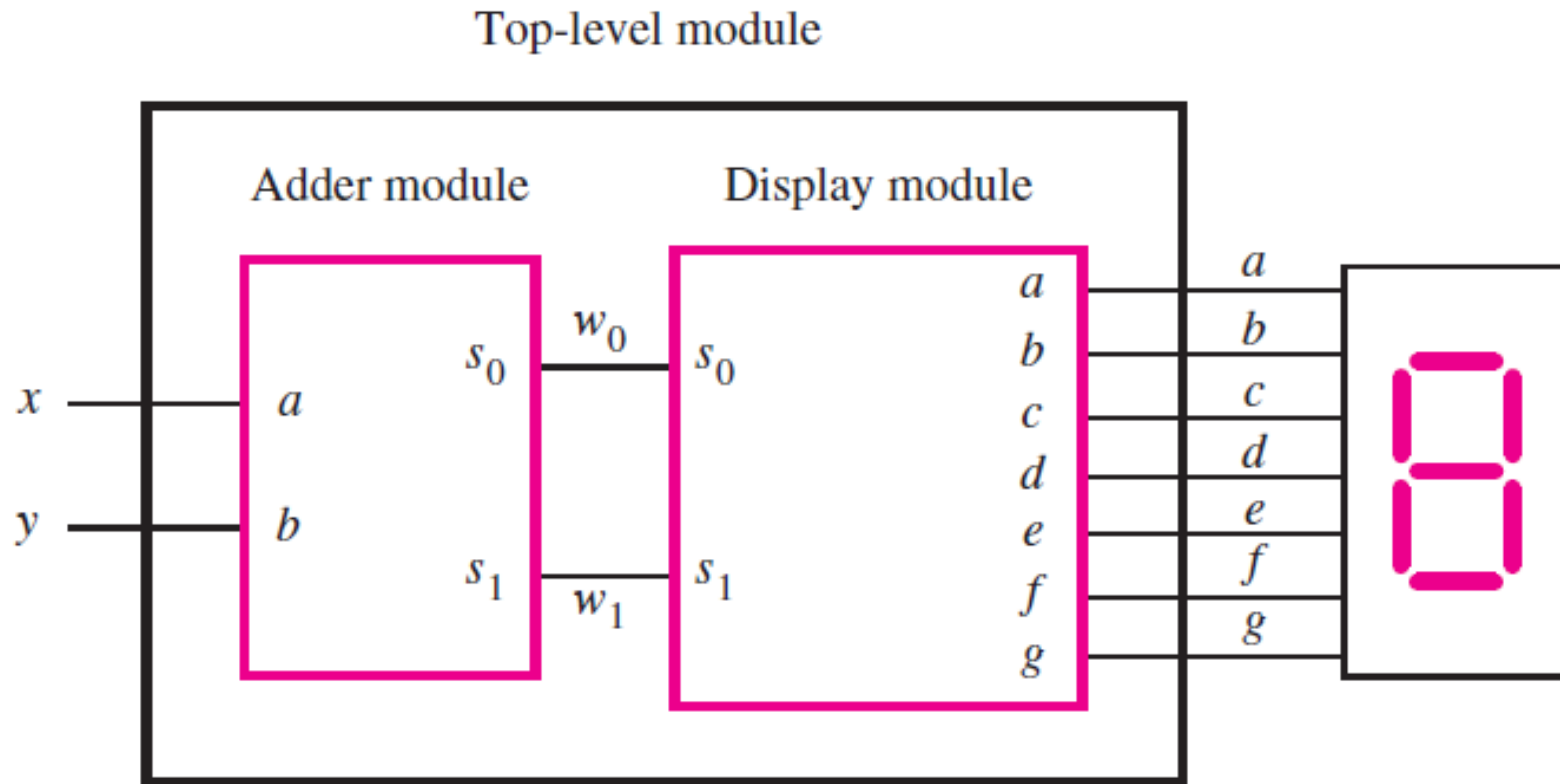 Top-level module
Adder module
Display module
x
y
a
b
s0
s1
w0
w1
s0
s1
a
b
c
d
e
f
g
a
b
c
d
e
f
g